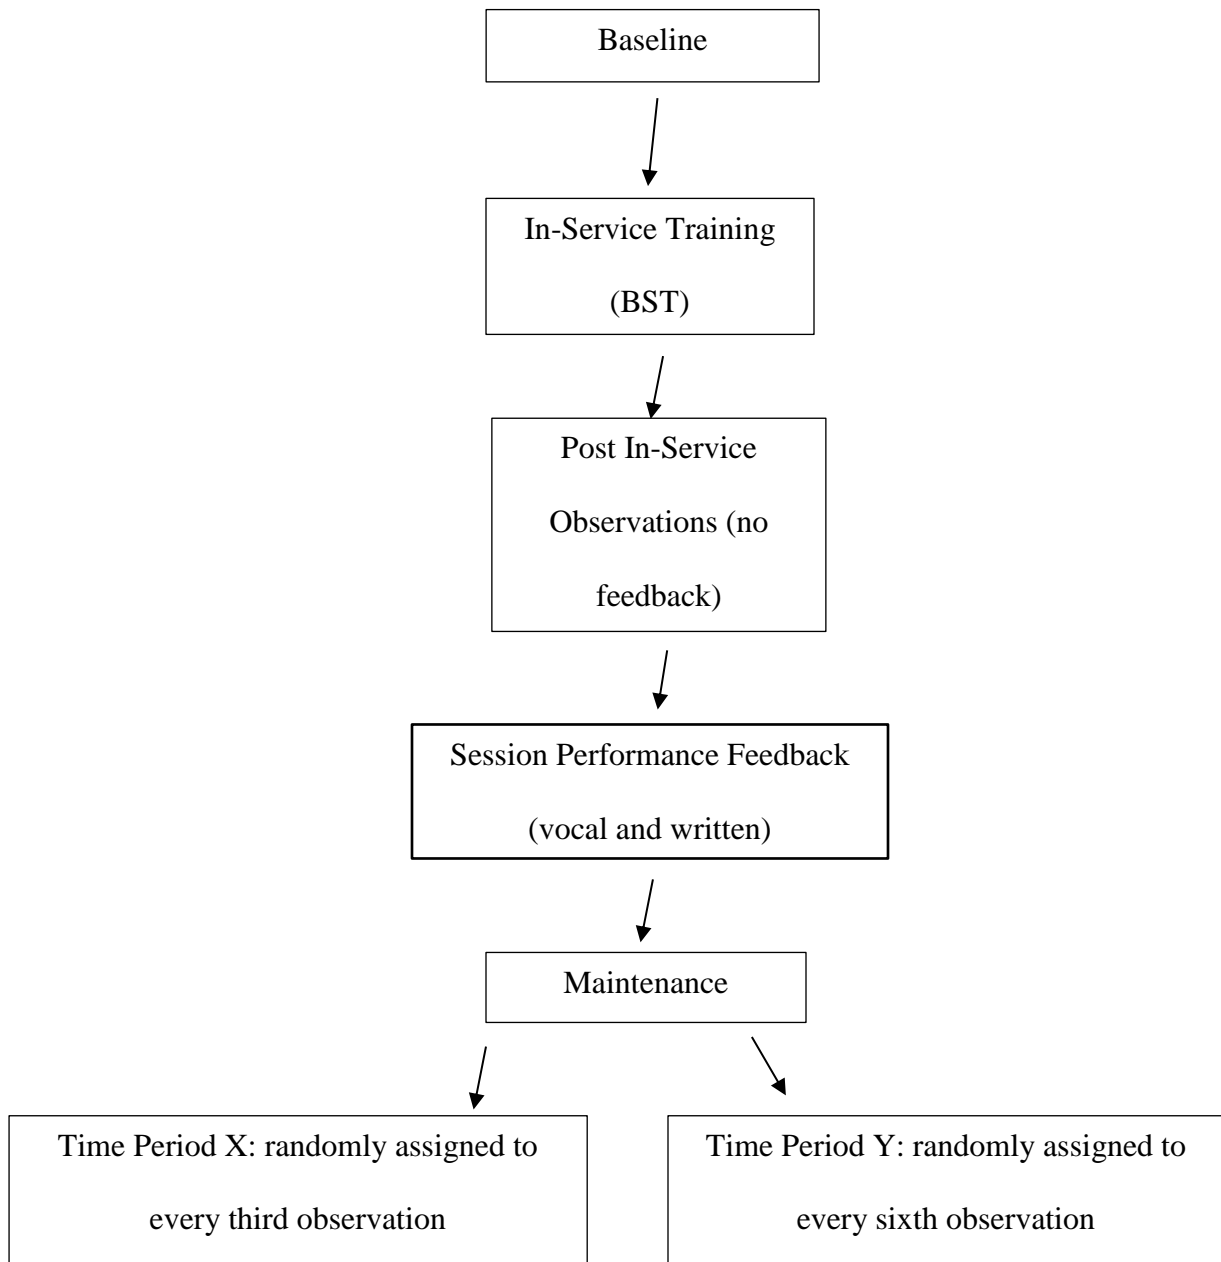 Baseline
In-Service Training
(BST)
Post In-Service
Observations (no
feedback)
Session Performance Feedback
(vocal and written)
Maintenance
Time Period X: randomly assigned to
every third observation
Time Period Y: randomly assigned to
every sixth observation